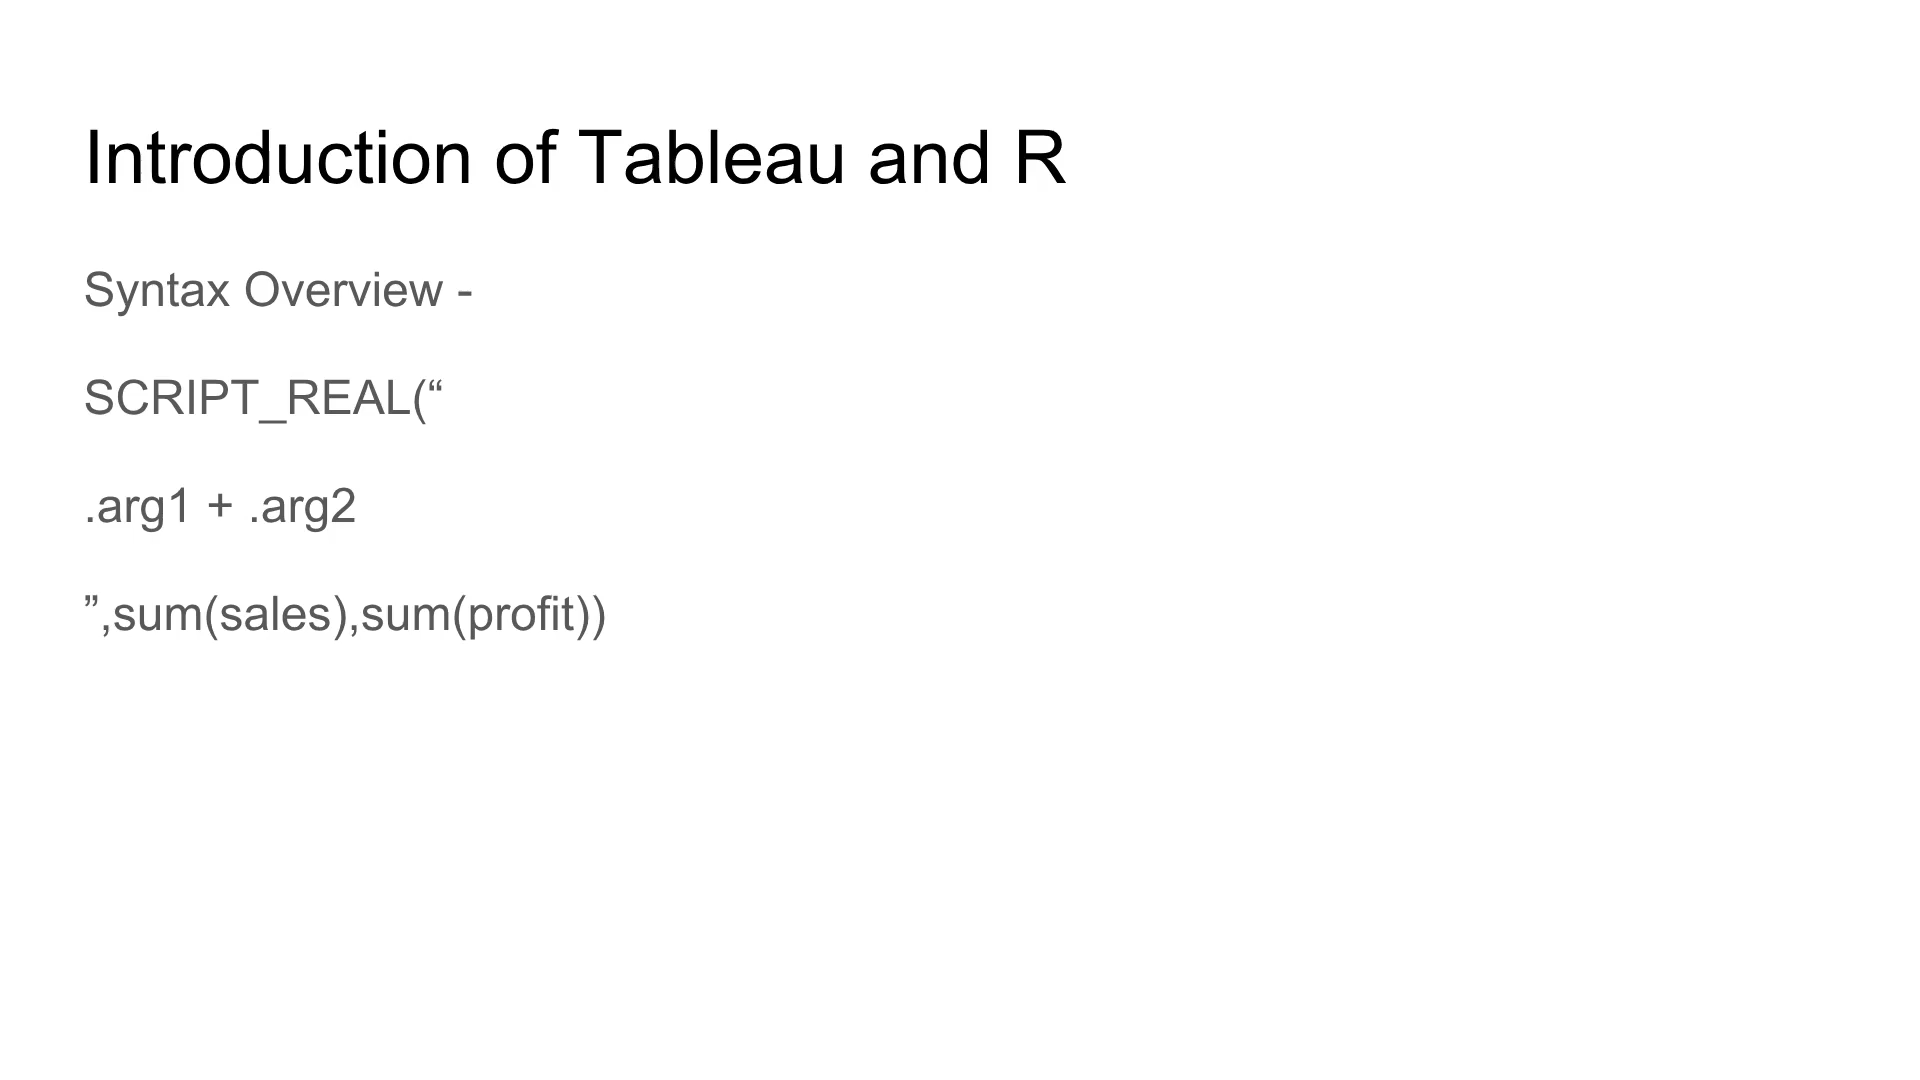 Introduction of Tableau and R
Syntax Overview -
SCRIPT_REAL(“
.arg1 + .arg2
”,sum(sales),sum(profit))